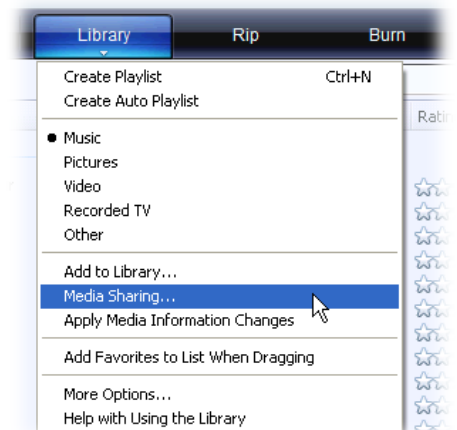 Library Rip Burn
Create Playlist Ctrl+N
Create Auto Playlist
Music
Pictures
Video
Recorded TV
Other
Add to Library...
Media Sharing...
Apply Media Information Changes
Add Favorites to List When Dragging
More Options...
Help with Using the Library